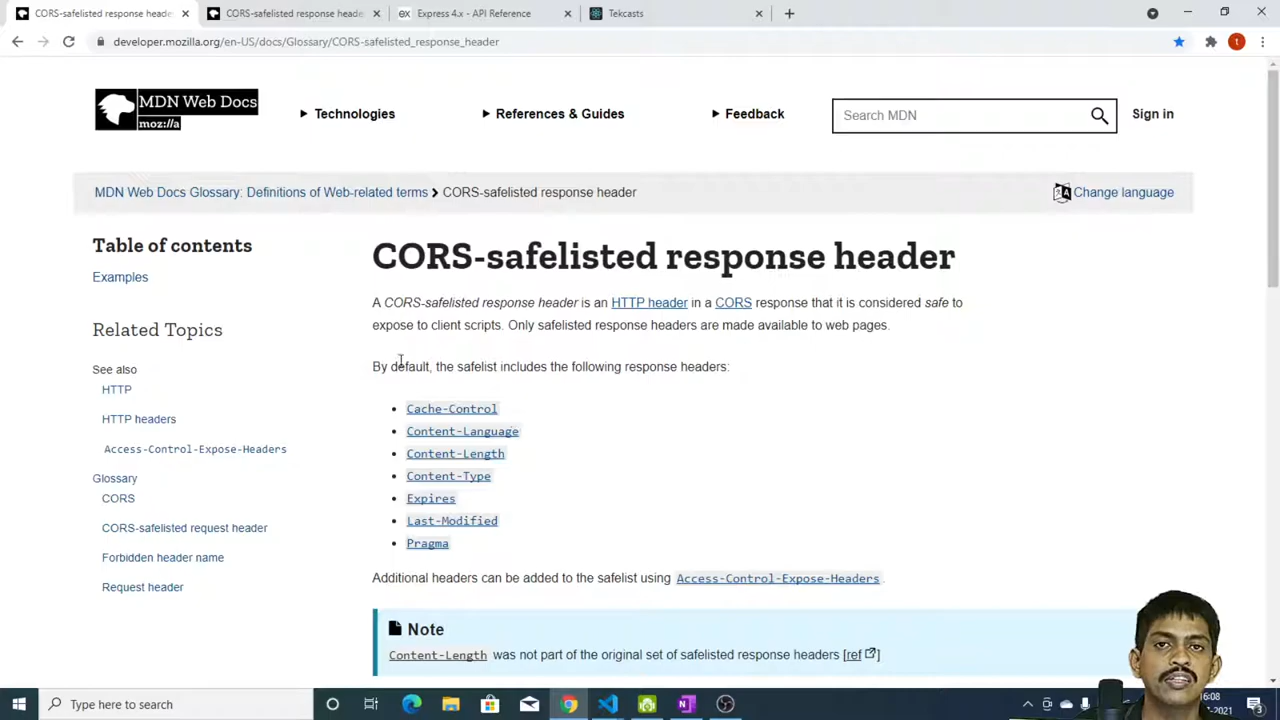 CORS-safelisted response heade
CORS-safelisted response heade
ex Express 4.x - API Reference
Tekcasts
developer.mozilla.org/en-US/docs/Glossary/CORS-safelisted_response_header
t
MDN Web Docs
moz://a
Technologies
References & Guides
Feedback
Search MDN
Sign in
MDN Web Docs Glossary: Definitions of Web-related terms
CORS-safelisted response header
Change language
Table of contents
Examples
Related Topics
See also
HTTP
HTTP headers
Access-Control-Expose-Headers
Glossary
CORS
CORS-safelisted request header
Forbidden header name
Request header
CORS-safelisted response header
A CORS-safelisted response header is an HTTP header in a CORS response that it is considered safe to
expose to client scripts. Only safelisted response headers are made available to web pages.
By default, the safelist includes the following response headers:
Cache-Control
Content-Language
Content-Length
Content-Type
Expires
Last-Modified
Pragma
Additional headers can be added to the safelist using Access-Control-Expose-Headers.
Note
Content-Length was not part of the original set of safelisted response headers [ref]
Type here to search
16:08
-2021